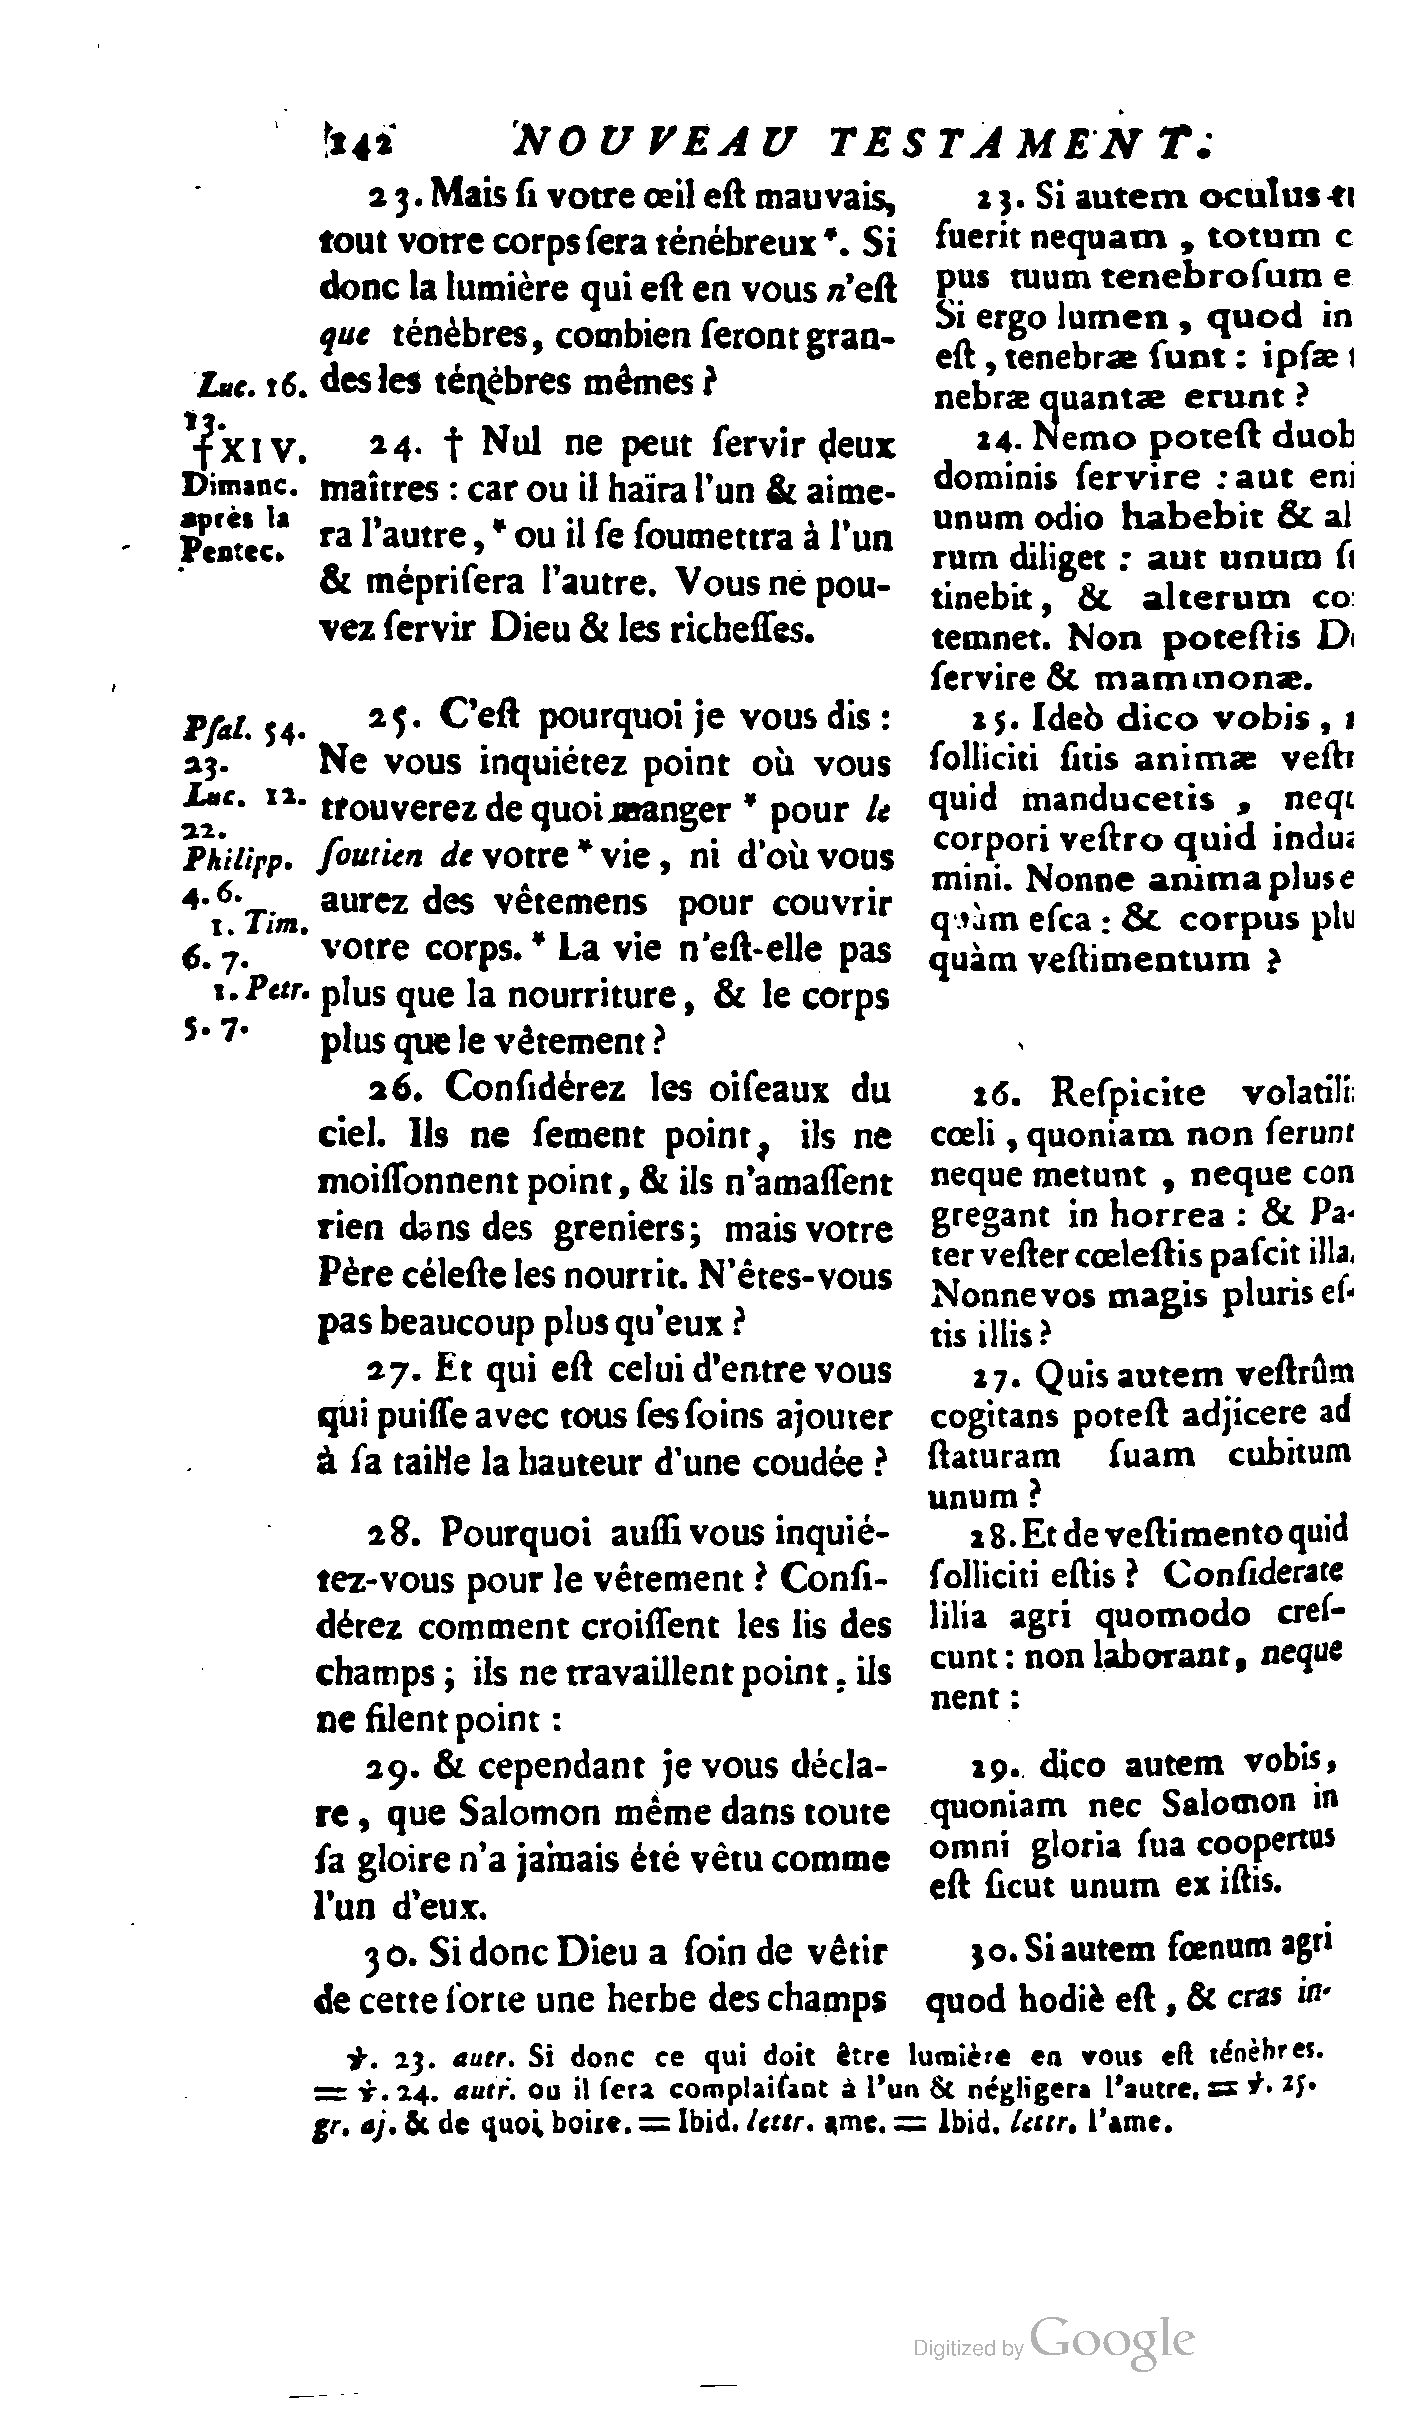 242 NOUVEAU TESTAMENT.
23. Mais ſi votre œil eſt mauvais,
tout votre corps ſera ténébreux *. Si
donc la lumière qui eſt en vous n'eſt
que ténèbres, combien ſeront gran-
des les ténèbres mêmes ?
24. † Nul ne peut ſervir deux
maîtres : car ou il haïra l'un & aime-
ra l'autre, * ou il ſe ſoumettra à l'un
& mépriſera l'autre. Vous ne pou-
vez ſervir Dieu & les richeſſes.
25. C'eſt pourquoi je vous dis :
Ne vous inquiétez point où vous
trouverez de quoi manger * pour le
ſoutien de votre * vie, ni d'où vous
aurez des vêtemens pour couvrir
votre corps. * La vie n'eſt-elle pas
plus que la nourriture, & le corps
plus que le vêtement ?
26. Conſidérez les oiſeaux du
ciel. Ils ne ſement point, ils ne
moiſſonnent point, & ils n'amaſſent
rien dans des greniers; mais votre
Père céleſte les nourrit. N'êtes-vous
pas beaucoup plus qu'eux ?
27. Et qui eſt celui d'entre vous
qui puiſſe avec tous ſes ſoins ajouter
à ſa taille la hauteur d'une coudée ?
28. Pourquoi auſſi vous inquié-
tez-vous pour le vêtement ? Conſi-
dérez comment croiſſent les lis des
champs ; ils ne travaillent point ; ils
ne filent point :
29. & cependant je vous décla-
re, que Salomon même dans toute
ſa gloire n'a jamais été vêtu comme
l'un d'eux.
30. Si donc Dieu a ſoin de vêtir
de cette ſorte une herbe des champs
Luc. 16.
13.
† XIV.
Dimanc.
après la
Pentec.
Pſal. 54.
23.
Luc. 12.
22.
Philipp.
4. 6.
1. Tim.
6. 7.
1. Petr.
5. 7.
23. Si autem oculus
fuerit nequam, totum
pus tuum tenebroſum
Si ergo lumen, quod in
eſt, tenebræ ſunt : ipſæ
nebræ quantæ erunt ?
24. Nemo poteſt
dominis ſervire : aut
unum odio habebit &
rum diliget : aut unum
tinebit, & alterum
temnet. Non poteſtis
ſervire & mammonæ.
25. Ideò dico vobis,
ſolliciti ſitis animæ
quid manducetis,
corpori veſtro quid
mini. Nonne anima plus
quàm eſca : & corpus
quàm veſtimentum ?
26. Reſpicite
cœli, quoniam non ſerunt
neque metunt, neque con
gregant in horrea : & Pa-
ter veſter cœleſtis paſcit illa.
Nonne vos magis pluris eſ-
tis illis ?
27. Quis autem veſtrûm
cogitans poteſt adjicere ad
ſtaturam ſuam cubitum
unum ?
28. Et de veſtimento quid
ſolliciti eſtis ? Conſiderate
lilia agri quomodo creſ-
cunt : non laborant, neque
nent :
29. dico autem vobis,
quoniam nec Salomon in
omni gloria ſua coopertus
eſt ſicut unum ex iſtis.
30. Si autem fœnum agri
quod hodiè eſt, & cras in-
℣. 23. autr. Si donc ce qui doit être lumière en vous eſt ténèbres.
= ℣. 24. autr. ou il ſera complaiſant à l'un & négligera l'autre. = ℣. 25.
gr. aj. & de quoi boire. = Ibid. lettr. ame. = Ibid. lettr. l'ame.
Digitized by Google